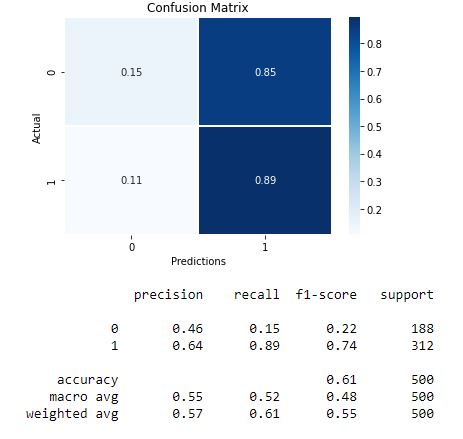 Confusion Matrix
0.8
0.15 0.85
0
0.7
0.6
Actual
0.5
0.4
0.11 0.89
1
0.3
0.2
0 1
Predictions
precision recall f1-score support
0 0.46 0.15 0.22 188
1 0.64 0.89 0.74 312
accuracy 0.61 500
macro avg 0.55 0.52 0.48 500
weighted avg 0.57 0.61 0.55 500